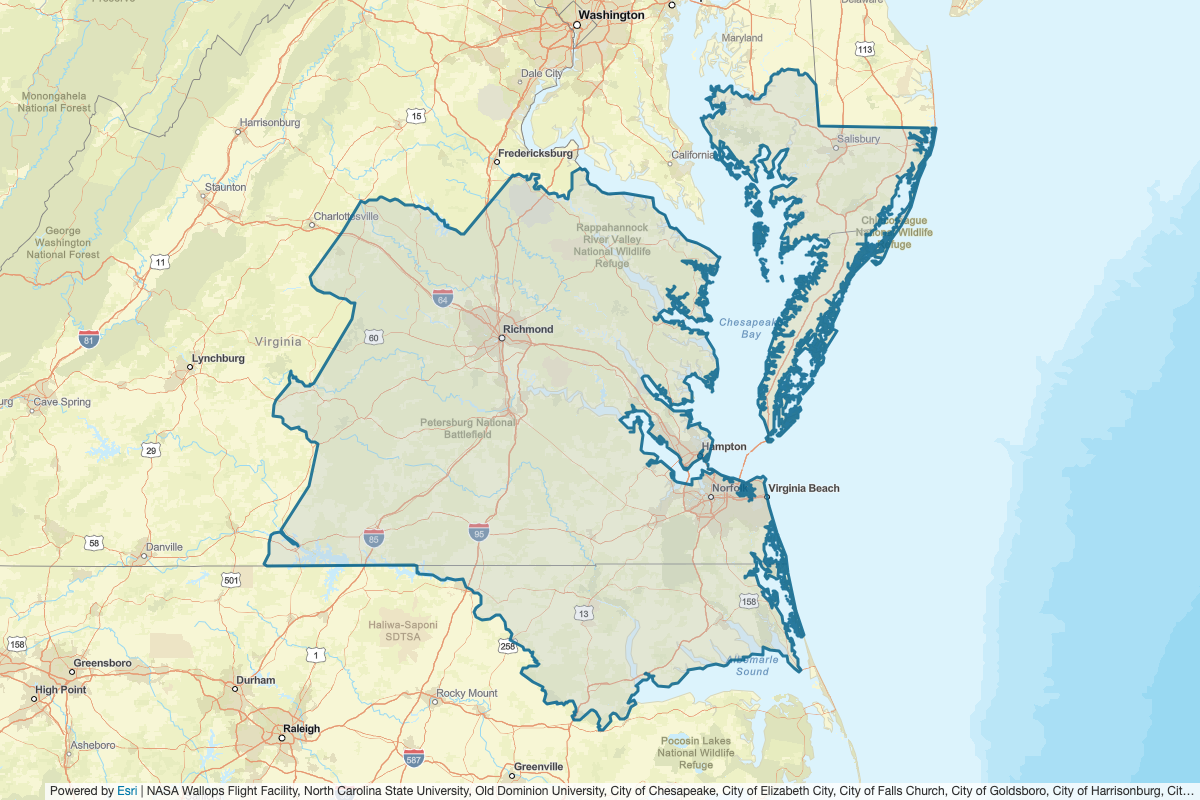 Washington
Delaware
Maryland
113
Preserve
Dale City
Monongahela
National Forest
15
Harrisonburg
Salisbury
Fredericksburg
California
Staunton
Charlottesville
George
Washington
National Forest
Rappahannock
River Valley
National Wildlife
Refuge
Chincoteague
National Wildlife
Refuge
11
64
Chesapeake
Bay
Richmond
60
81
Virginia
Lynchburg
Cave Spring
Petersburg National
Battlefield
29
Hampton
Norfolk
Virginia Beach
58
85
95
Danville
501
158
13
Haliwa-Saponi
SDTSA
258
158
1
Albemarle
Sound
Greensboro
High Point
Durham
Rocky Mount
Raleigh
Asheboro
587
Pocosin Lakes
National Wildlife
Refuge
Greenville
Powered by Esri | NASA Wallops Flight Facility, North Carolina State University, Old Dominion University, City of Chesapeake, City of Elizabeth City, City of Falls Church, City of Goldsboro, City of Harrisonburg, Cit…